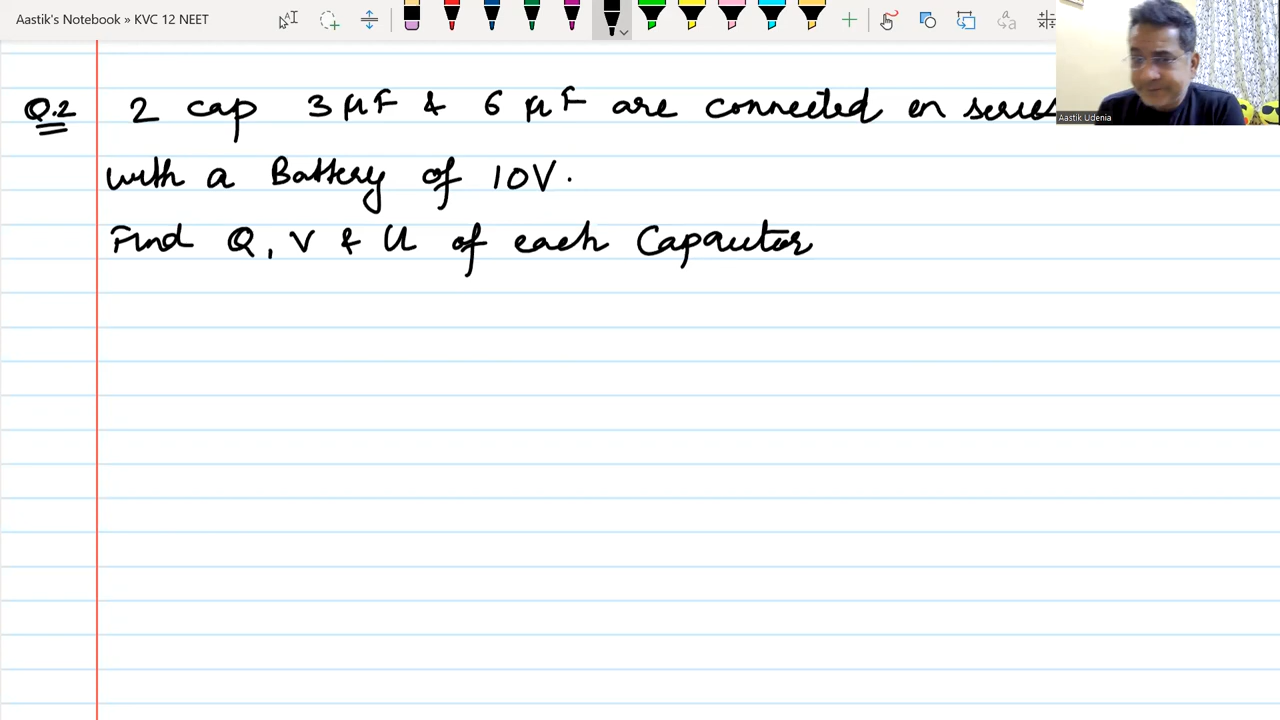 Aastik's Notebook » KVC 12 NEET
Q.2 2 cap 3 μF & 6 μF are connected in series
with a Battery of 10V.
Find Q, V & U of each Capacitor
Aastik Udenia